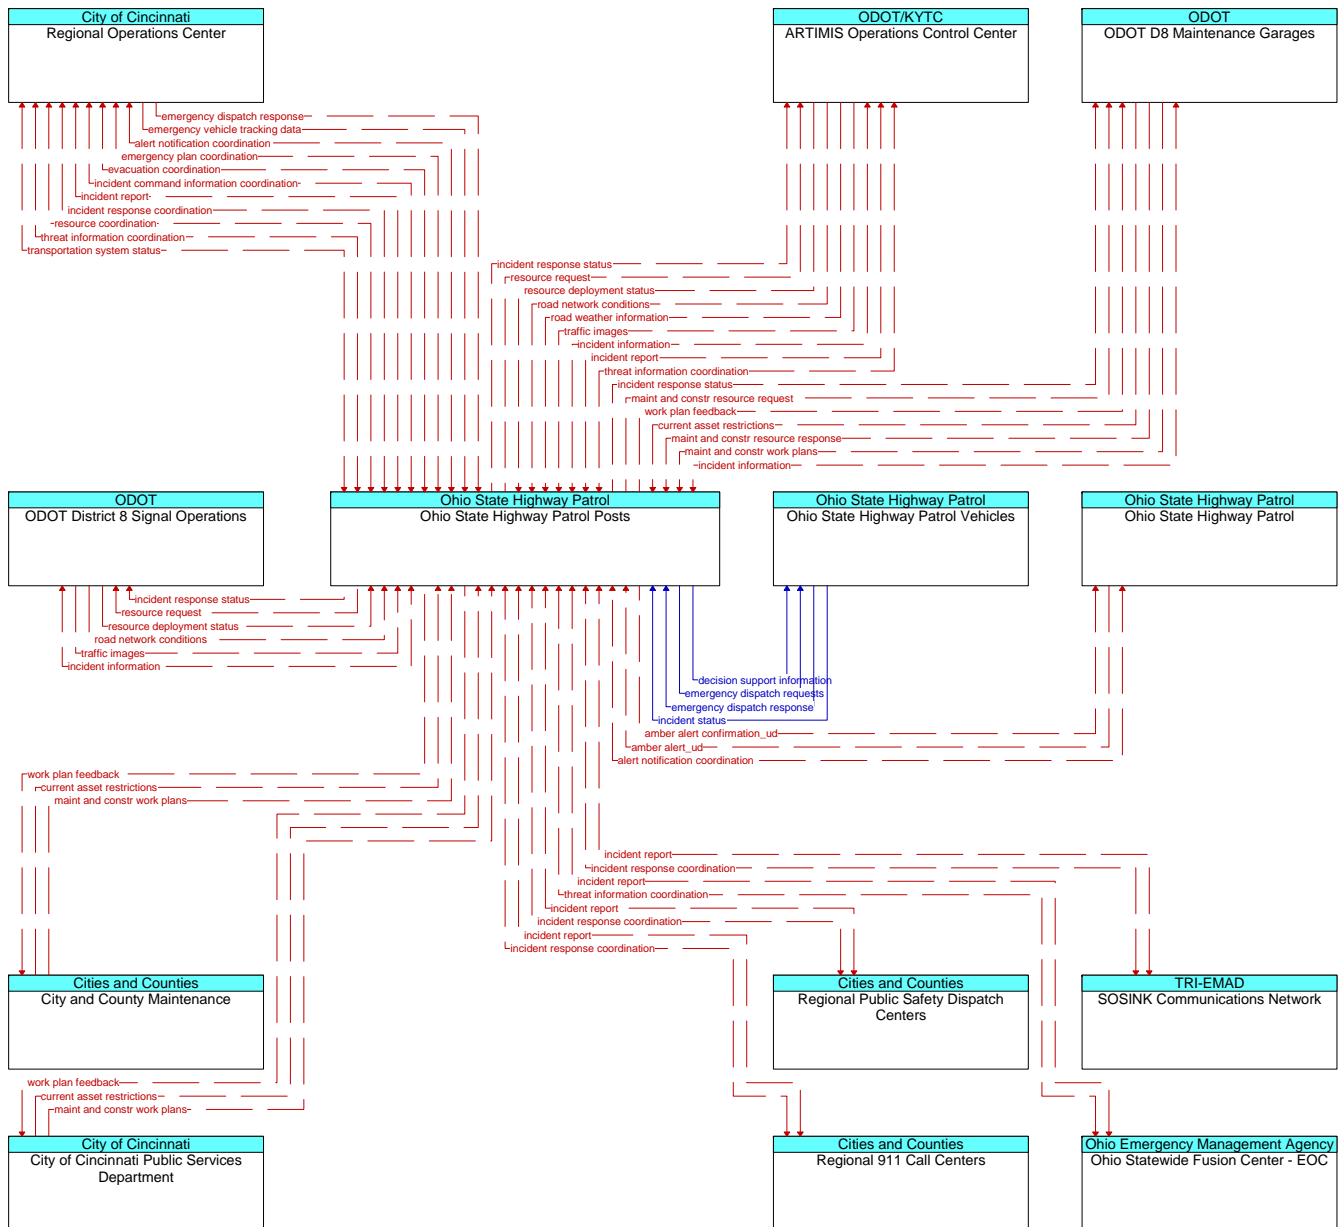 City of Cincinnati
Regional Operations Center
ODOT/KYTC
ARTIMIS Operations Control Center
ODOT
ODOT D8 Maintenance Garages
emergency dispatch response
emergency vehicle tracking data
alert notification coordination
emergency plan coordination
evacuation coordination
incident command information coordination
incident report
incident response coordination
resource coordination
threat information coordination
transportation system status
incident response status
resource request
resource deployment status
road network conditions
road weather information
traffic images
incident information
incident report
threat information coordination
incident response status
maint and constr resource request
work plan feedback
current asset restrictions
maint and constr resource response
maint and constr work plans
incident information
ODOT
ODOT District 8 Signal Operations
Ohio State Highway Patrol
Ohio State Highway Patrol Posts
Ohio State Highway Patrol
Ohio State Highway Patrol Vehicles
Ohio State Highway Patrol
Ohio State Highway Patrol
incident response status
resource request
resource deployment status
road network conditions
traffic images
incident information
decision support information
emergency dispatch requests
emergency dispatch response
incident status
amber alert confirmation_ud
amber alert_ud
alert notification coordination
work plan feedback
current asset restrictions
maint and constr work plans
incident report
incident response coordination
incident report
threat information coordination
incident report
incident response coordination
incident report
incident response coordination
Cities and Counties
City and County Maintenance
Cities and Counties
Regional Public Safety Dispatch
Centers
TRI-EMAD
SOSINK Communications Network
work plan feedback
current asset restrictions
maint and constr work plans
City of Cincinnati
City of Cincinnati Public Services
Department
Cities and Counties
Regional 911 Call Centers
Ohio Emergency Management Agency
Ohio Statewide Fusion Center - EOC